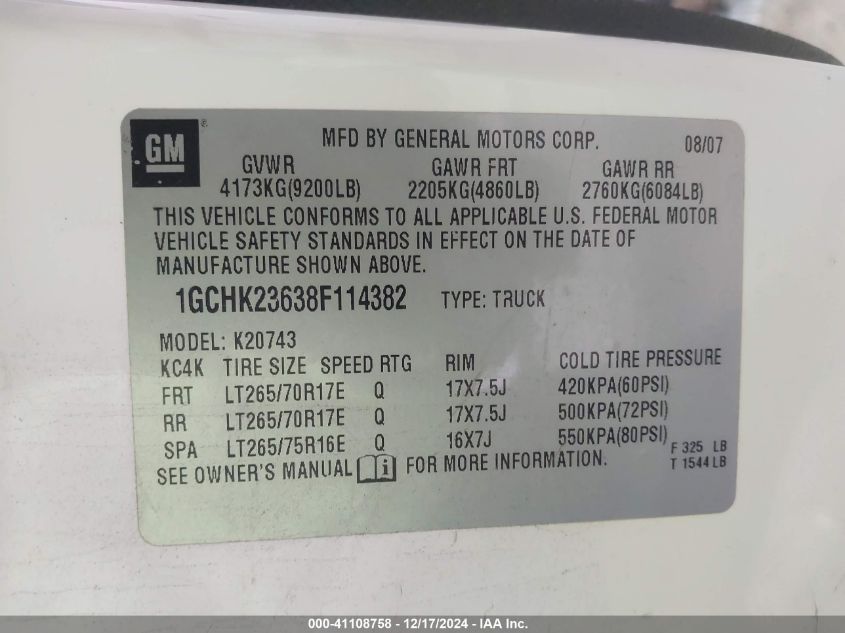 GM ® MFD BY GENERAL MOTORS CORP. 08/07
GVWR GAWR FRT GAWR RR
4173KG(9200LB) 2205KG(4860LB) 2760KG(6084LB)
THIS VEHICLE CONFORMS TO ALL APPLICABLE U.S. FEDERAL MOTOR
VEHICLE SAFETY STANDARDS IN EFFECT ON THE DATE OF
MANUFACTURE SHOWN ABOVE.
1GCHK23638F114382 TYPE: TRUCK
MODEL: K20743
KC4K TIRE SIZE SPEED RTG RIM COLD TIRE PRESSURE
FRT LT265/70R17E Q 17X7.5J 420KPA(60PSI)
RR LT265/70R17E Q 17X7.5J 500KPA(72PSI)
SPA LT265/75R16E Q 16X7J 550KPA(80PSI) F 325 LB
SEE OWNER'S MANUAL i FOR MORE INFORMATION. T 1544 LB
000-41108758 - 12/17/2024 - IAA Inc.